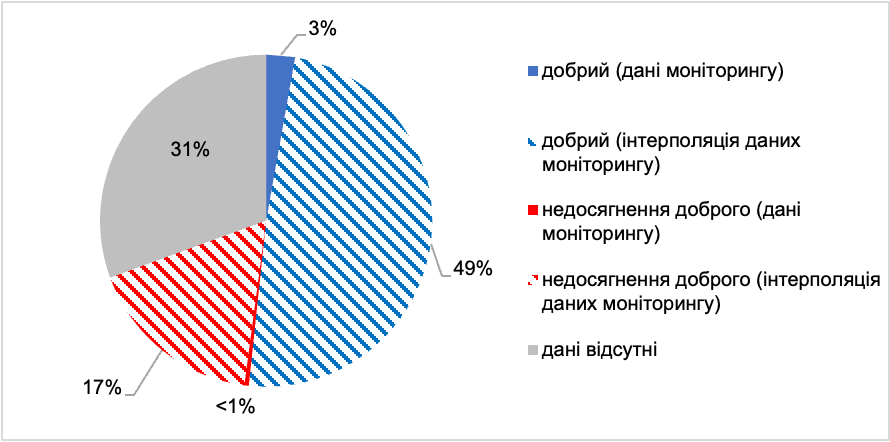 3%
31%
49%
17%
<1%
добрий (дані моніторингу)
добрий (інтерполяція даних
моніторингу)
недосягнення доброго (дані
моніторингу)
недосягнення доброго (інтерполяція
даних моніторингу)
дані відсутні